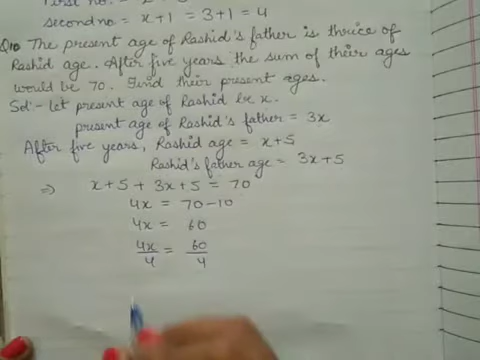 second no = x+1 = 3+1 = 4
Q10 The present age of Rashid's father is thrice of
Rashid age. After five years the sum of their ages
would be 70. Find their present ages.
Sol- let present age of Rashid be x.
present age of Rashid's father = 3x
After five years, Rashid age = x+5
Rashid's father age = 3x+5
⇒ x+5 + 3x+5 = 70
4x = 70-10
4x = 60
4x/4 = 60/4